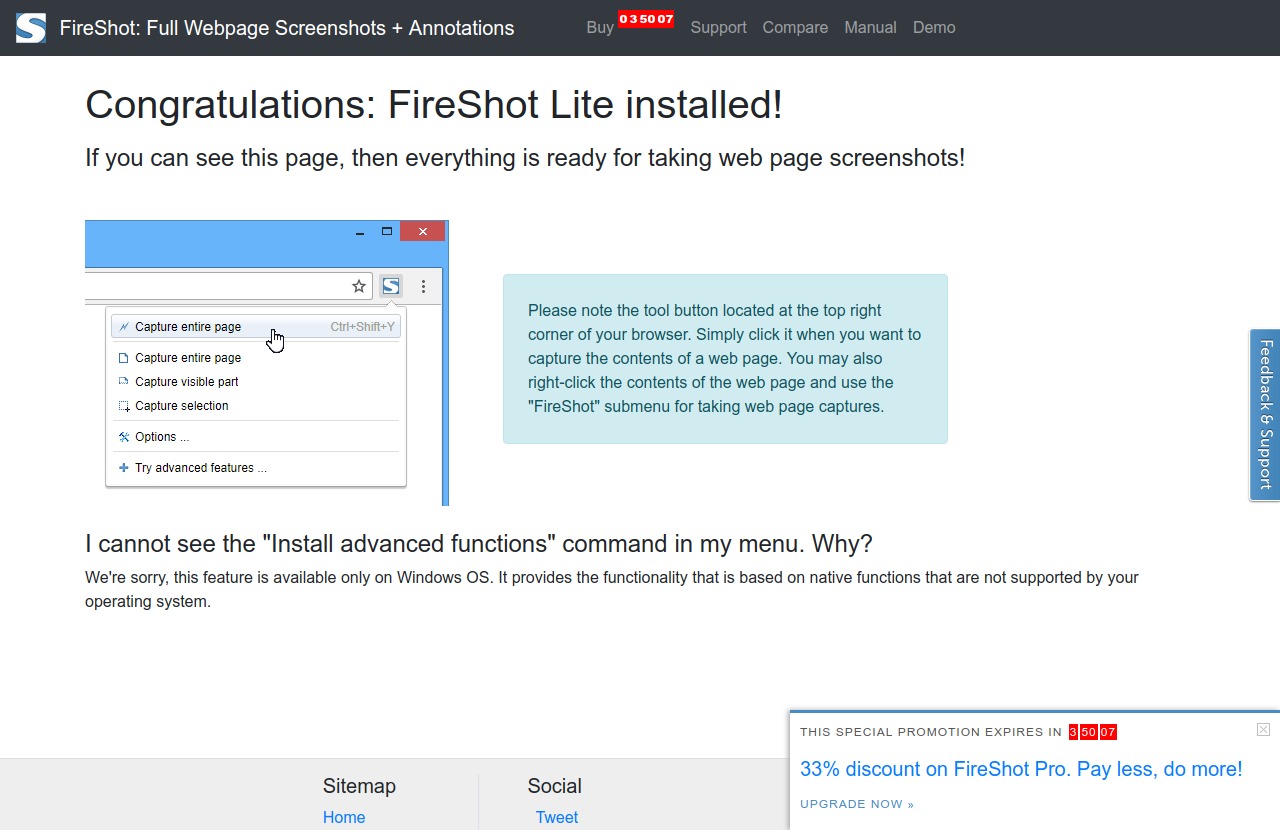 FireShot: Full Webpage Screenshots + Annotations
Buy 0 3 50 07 Support Compare Manual Demo
Congratulations: FireShot Lite installed!
If you can see this page, then everything is ready for taking web page screenshots!
Capture entire page Ctrl+Shift+Y
Capture entire page
Capture visible part
Capture selection
Options ...
Try advanced features ...
Please note the tool button located at the top right
corner of your browser. Simply click it when you want to
capture the contents of a web page. You may also
right-click the contents of the web page and use the
"FireShot" submenu for taking web page captures.
Feedback & Support
I cannot see the "Install advanced functions" command in my menu. Why?
We're sorry, this feature is available only on Windows OS. It provides the functionality that is based on native functions that are not supported by your
operating system.
THIS SPECIAL PROMOTION EXPIRES IN 3 50 07
33% discount on FireShot Pro. Pay less, do more!
UPGRADE NOW »
Sitemap
Home
Social
Tweet